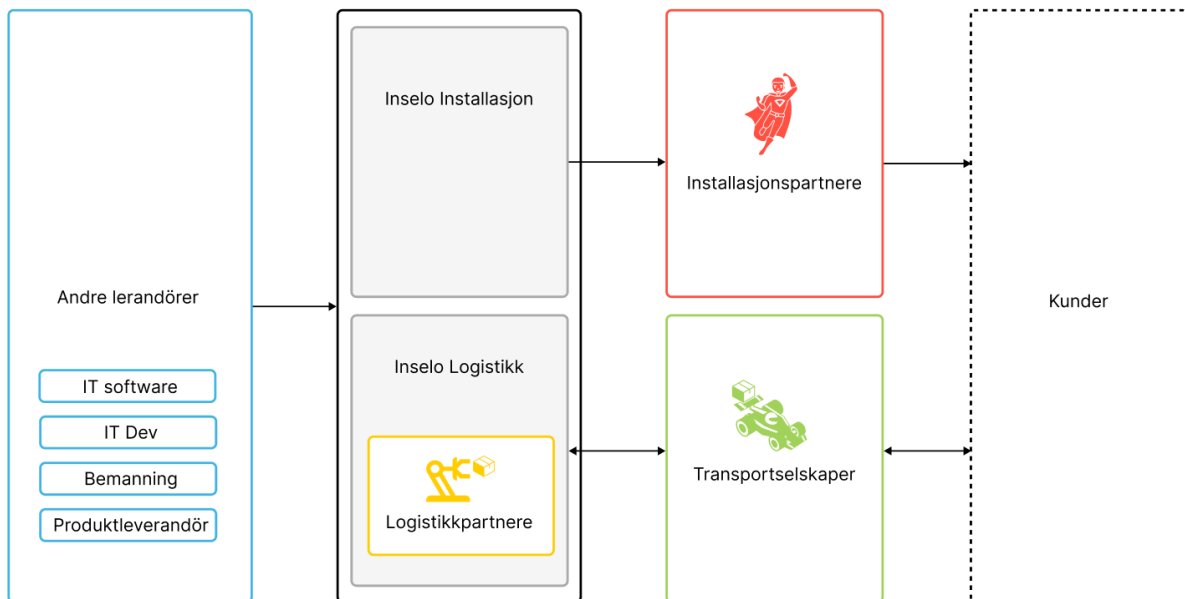 Andre lerandörer
IT software
IT Dev
Bemanning
Produktleverandör
Inselo Installasjon
Inselo Logistikk
Logistikkpartnere
Installasjonspartnere
Transportselskaper
Kunder